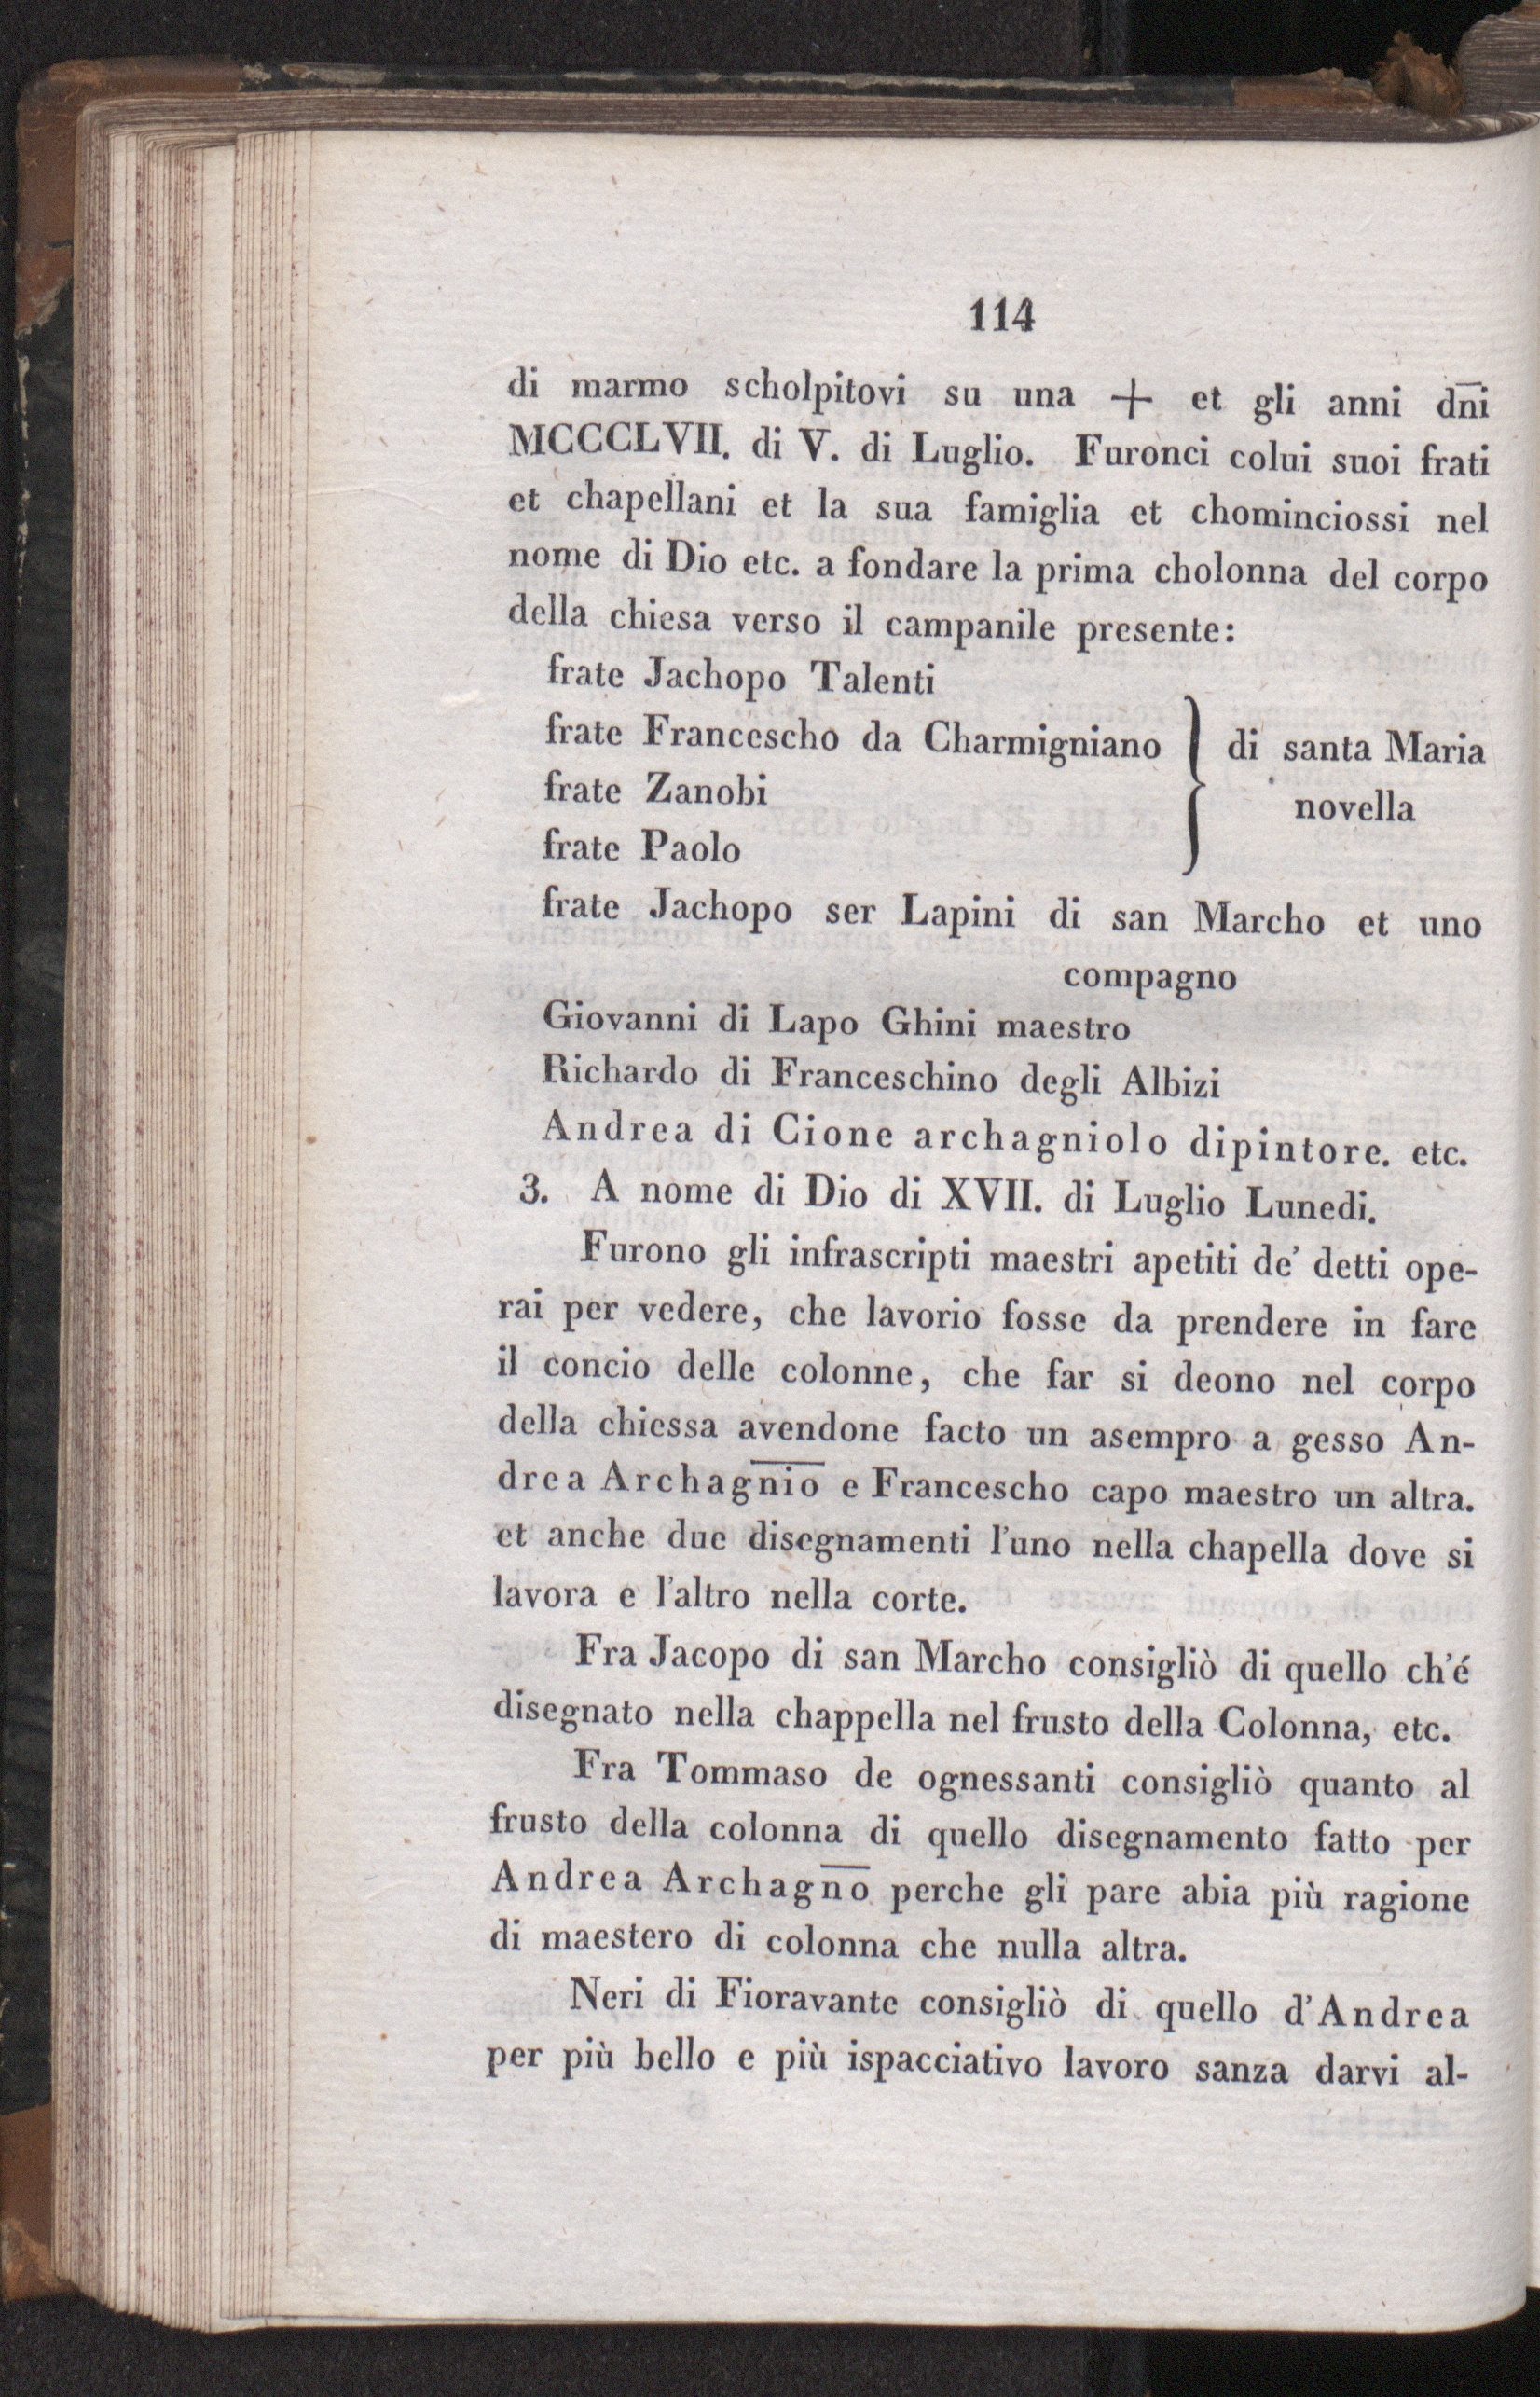 114
di marmo scholpitovi su una + et gli anni dn̅i
MCCCLVII. di V. di Luglio. Furonci colui suoi frati
et chapellani et la sua famiglia et chominciossi nel
nome di Dio etc. a fondare la prima cholonna del corpo
della chiesa verso il campanile presente:
frate Jachopo Talenti
frate Francescho da Charmigniano } di santa Maria
frate Zanobi novella
frate Paolo
frate Jachopo ser Lapini di san Marcho et uno
compagno
Giovanni di Lapo Ghini maestro
Richardo di Franceschino degli Albizi
Andrea di Cione archagniolo dipintore. etc.
3. A nome di Dio di XVII. di Luglio Lunedi.
Furono gli infrascripti maestri apetiti de' detti ope-
rai per vedere, che lavorio fosse da prendere in fare
il concio delle colonne, che far si deono nel corpo
della chiessa avendone facto un asempro a gesso An-
drea Archagn̅i̅o̅ e Francescho capo maestro un altra.
et anche due disegnamenti l'uno nella chapella dove si
lavora e l'altro nella corte.
Fra Jacopo di san Marcho consigliò di quello ch'é
disegnato nella chappella nel frusto della Colonna, etc.
Fra Tommaso de ognessanti consigliò quanto al
frusto della colonna di quello disegnamento fatto per
Andrea Archagn̅o̅ perche gli pare abia più ragione
di maestero di colonna che nulla altra.
Neri di Fioravante consigliò di quello d'Andrea
per più bello e più ispacciativo lavoro sanza darvi al-